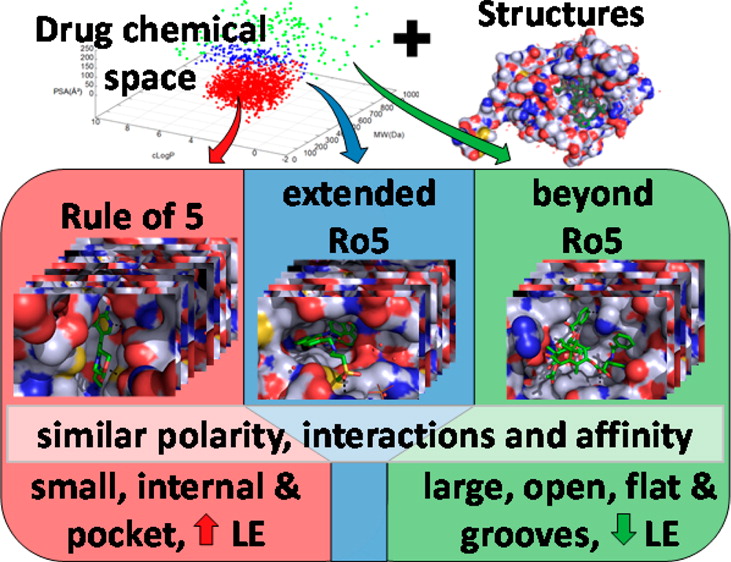 Drug chemical
space
+
Structures
PSA(Å²)
250
200
150
100
50
0
10
8
6
4
2
0
-2
cLogP
0
100
200
300
400
500
600
700
800
900
1000
MW(Da)
Rule of 5
extended
Ro5
beyond
Ro5
similar polarity, interactions and affinity
small, internal &
pocket, LE
large, open, flat &
grooves, LE